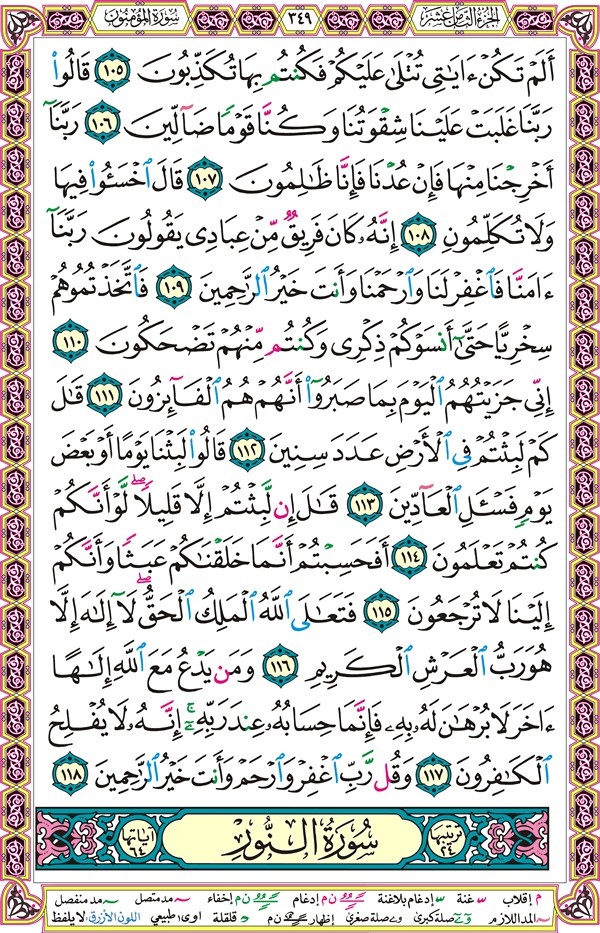 سورة المؤمنون ٣٤٩ الجزء الثامن عشر
أَلَمْ تَكُنْ ءَايَٰتِى تُتْلَىٰ عَلَيْكُمْ فَكُنتُم بِهَا تُكَذِّبُونَ ١٠٥ قَالُوا۟
رَبَّنَا غَلَبَتْ عَلَيْنَا شِقْوَتُنَا وَكُنَّا قَوْمًا ضَآلِّينَ ١٠٦ رَبَّنَآ
أَخْرِجْنَا مِنْهَا فَإِنْ عُدْنَا فَإِنَّا ظَٰلِمُونَ ١٠٧ قَالَ ٱخْسَـُٔوا۟ فِيهَا
وَلَا تُكَلِّمُونِ ١٠٨ إِنَّهُۥ كَانَ فَرِيقٌ مِّنْ عِبَادِى يَقُولُونَ رَبَّنَآ
ءَامَنَّا فَٱغْفِرْ لَنَا وَٱرْحَمْنَا وَأَنتَ خَيْرُ ٱلرَّٰحِمِينَ ١٠٩ فَٱتَّخَذْتُمُوهُمْ
سِخْرِيًّا حَتَّىٰٓ أَنسَوْكُمْ ذِكْرِى وَكُنتُم مِّنْهُمْ تَضْحَكُونَ ١١٠
إِنِّى جَزَيْتُهُمُ ٱلْيَوْمَ بِمَا صَبَرُوٓا۟ أَنَّهُمْ هُمُ ٱلْفَآئِزُونَ ١١١ قَٰلَ
كَمْ لَبِثْتُمْ فِى ٱلْأَرْضِ عَدَدَ سِنِينَ ١١٢ قَالُوا۟ لَبِثْنَا يَوْمًا أَوْ بَعْضَ
يَوْمٍ فَسْـَٔلِ ٱلْعَآدِّينَ ١١٣ قَٰلَ إِن لَّبِثْتُمْ إِلَّا قَلِيلًا ۖ لَّوْ أَنَّكُمْ
كُنتُمْ تَعْلَمُونَ ١١٤ أَفَحَسِبْتُمْ أَنَّمَا خَلَقْنَٰكُمْ عَبَثًا وَأَنَّكُمْ
إِلَيْنَا لَا تُرْجَعُونَ ١١٥ فَتَعَٰلَى ٱللَّهُ ٱلْمَلِكُ ٱلْحَقُّ ۖ لَآ إِلَٰهَ إِلَّا
هُوَ رَبُّ ٱلْعَرْشِ ٱلْكَرِيمِ ١١٦ وَمَن يَدْعُ مَعَ ٱللَّهِ إِلَٰهًا
ءَاخَرَ لَا بُرْهَٰنَ لَهُۥ بِهِۦ فَإِنَّمَا حِسَابُهُۥ عِندَ رَبِّهِۦٓ ۚ إِنَّهُۥ لَا يُفْلِحُ
ٱلْكَٰفِرُونَ ١١٧ وَقُل رَّبِّ ٱغْفِرْ وَٱرْحَمْ وَأَنتَ خَيْرُ ٱلرَّٰحِمِينَ ١١٨
ترتيبها ٢٤ سُورَةُ النُّورِ آياتها ٦٤
م إقلاب غنة إدغام بلاغنة ن م إدغام ن م إخفاء مد متصل مد منفصل
المد اللازم صلة كبرى صلة صغرى إظهار ن م قلقلة اوى طبيعي اللون الأزرق: لا يلفظ